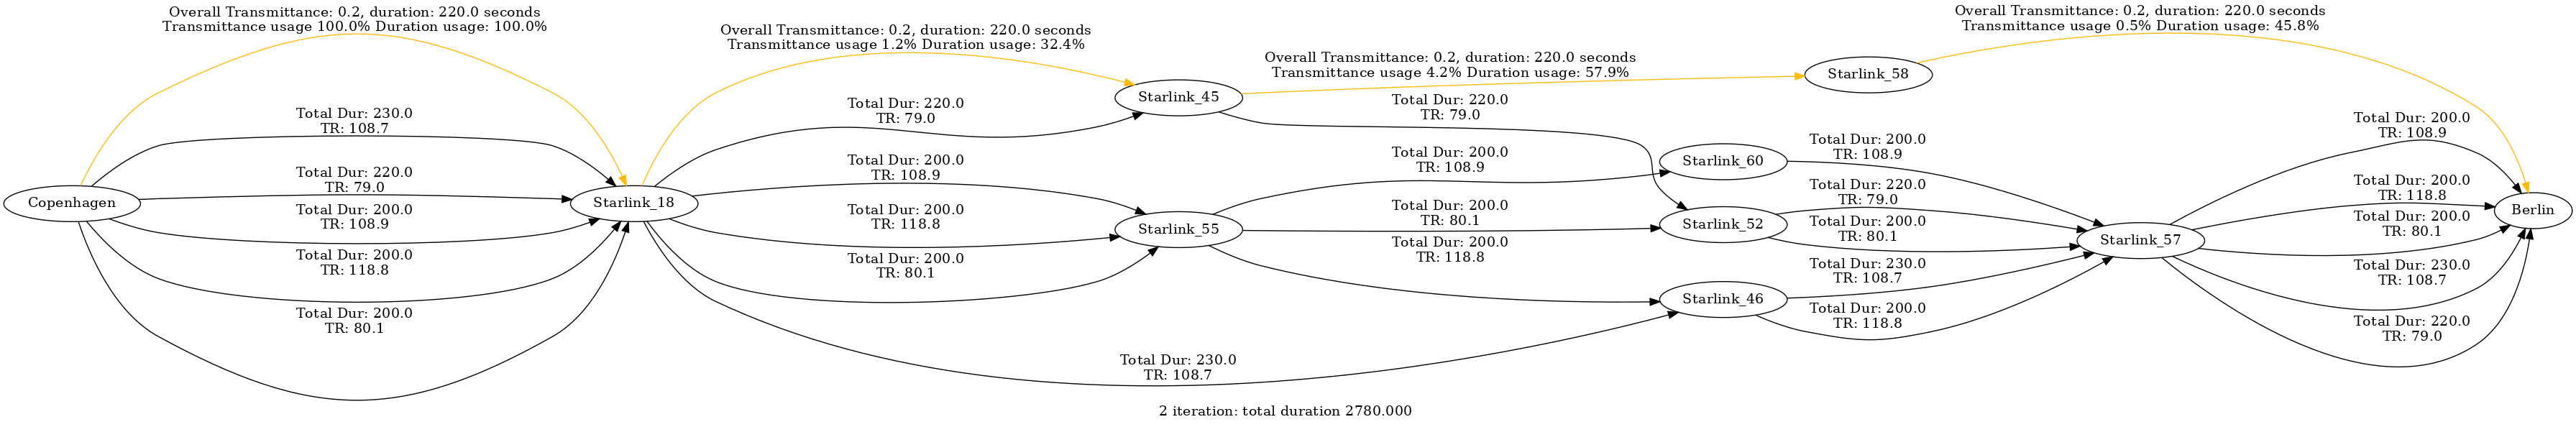 Overall Transmittance: 0.2, duration: 220.0 seconds
Transmittance usage 100.0% Duration usage: 100.0%
Overall Transmittance: 0.2, duration: 220.0 seconds
Transmittance usage 1.2% Duration usage: 32.4%
Overall Transmittance: 0.2, duration: 220.0 seconds
Transmittance usage 4.2% Duration usage: 57.9%
Overall Transmittance: 0.2, duration: 220.0 seconds
Transmittance usage 0.5% Duration usage: 45.8%
Copenhagen
Total Dur: 230.0
TR: 108.7
Total Dur: 220.0
TR: 79.0
Total Dur: 200.0
TR: 108.9
Total Dur: 200.0
TR: 118.8
Total Dur: 200.0
TR: 80.1
Starlink_18
Total Dur: 220.0
TR: 79.0
Total Dur: 200.0
TR: 108.9
Total Dur: 200.0
TR: 118.8
Total Dur: 200.0
TR: 80.1
Total Dur: 230.0
TR: 108.7
Starlink_45
Starlink_55
Total Dur: 220.0
TR: 79.0
Total Dur: 200.0
TR: 108.9
Total Dur: 200.0
TR: 80.1
Total Dur: 200.0
TR: 118.8
Starlink_58
Starlink_60
Starlink_52
Starlink_46
Total Dur: 200.0
TR: 108.9
Total Dur: 220.0
TR: 79.0
Total Dur: 200.0
TR: 80.1
Total Dur: 230.0
TR: 108.7
Total Dur: 200.0
TR: 118.8
Starlink_57
Total Dur: 200.0
TR: 108.9
Total Dur: 200.0
TR: 118.8
Total Dur: 200.0
TR: 80.1
Total Dur: 230.0
TR: 108.7
Total Dur: 220.0
TR: 79.0
Berlin
2 iteration: total duration 2780.000